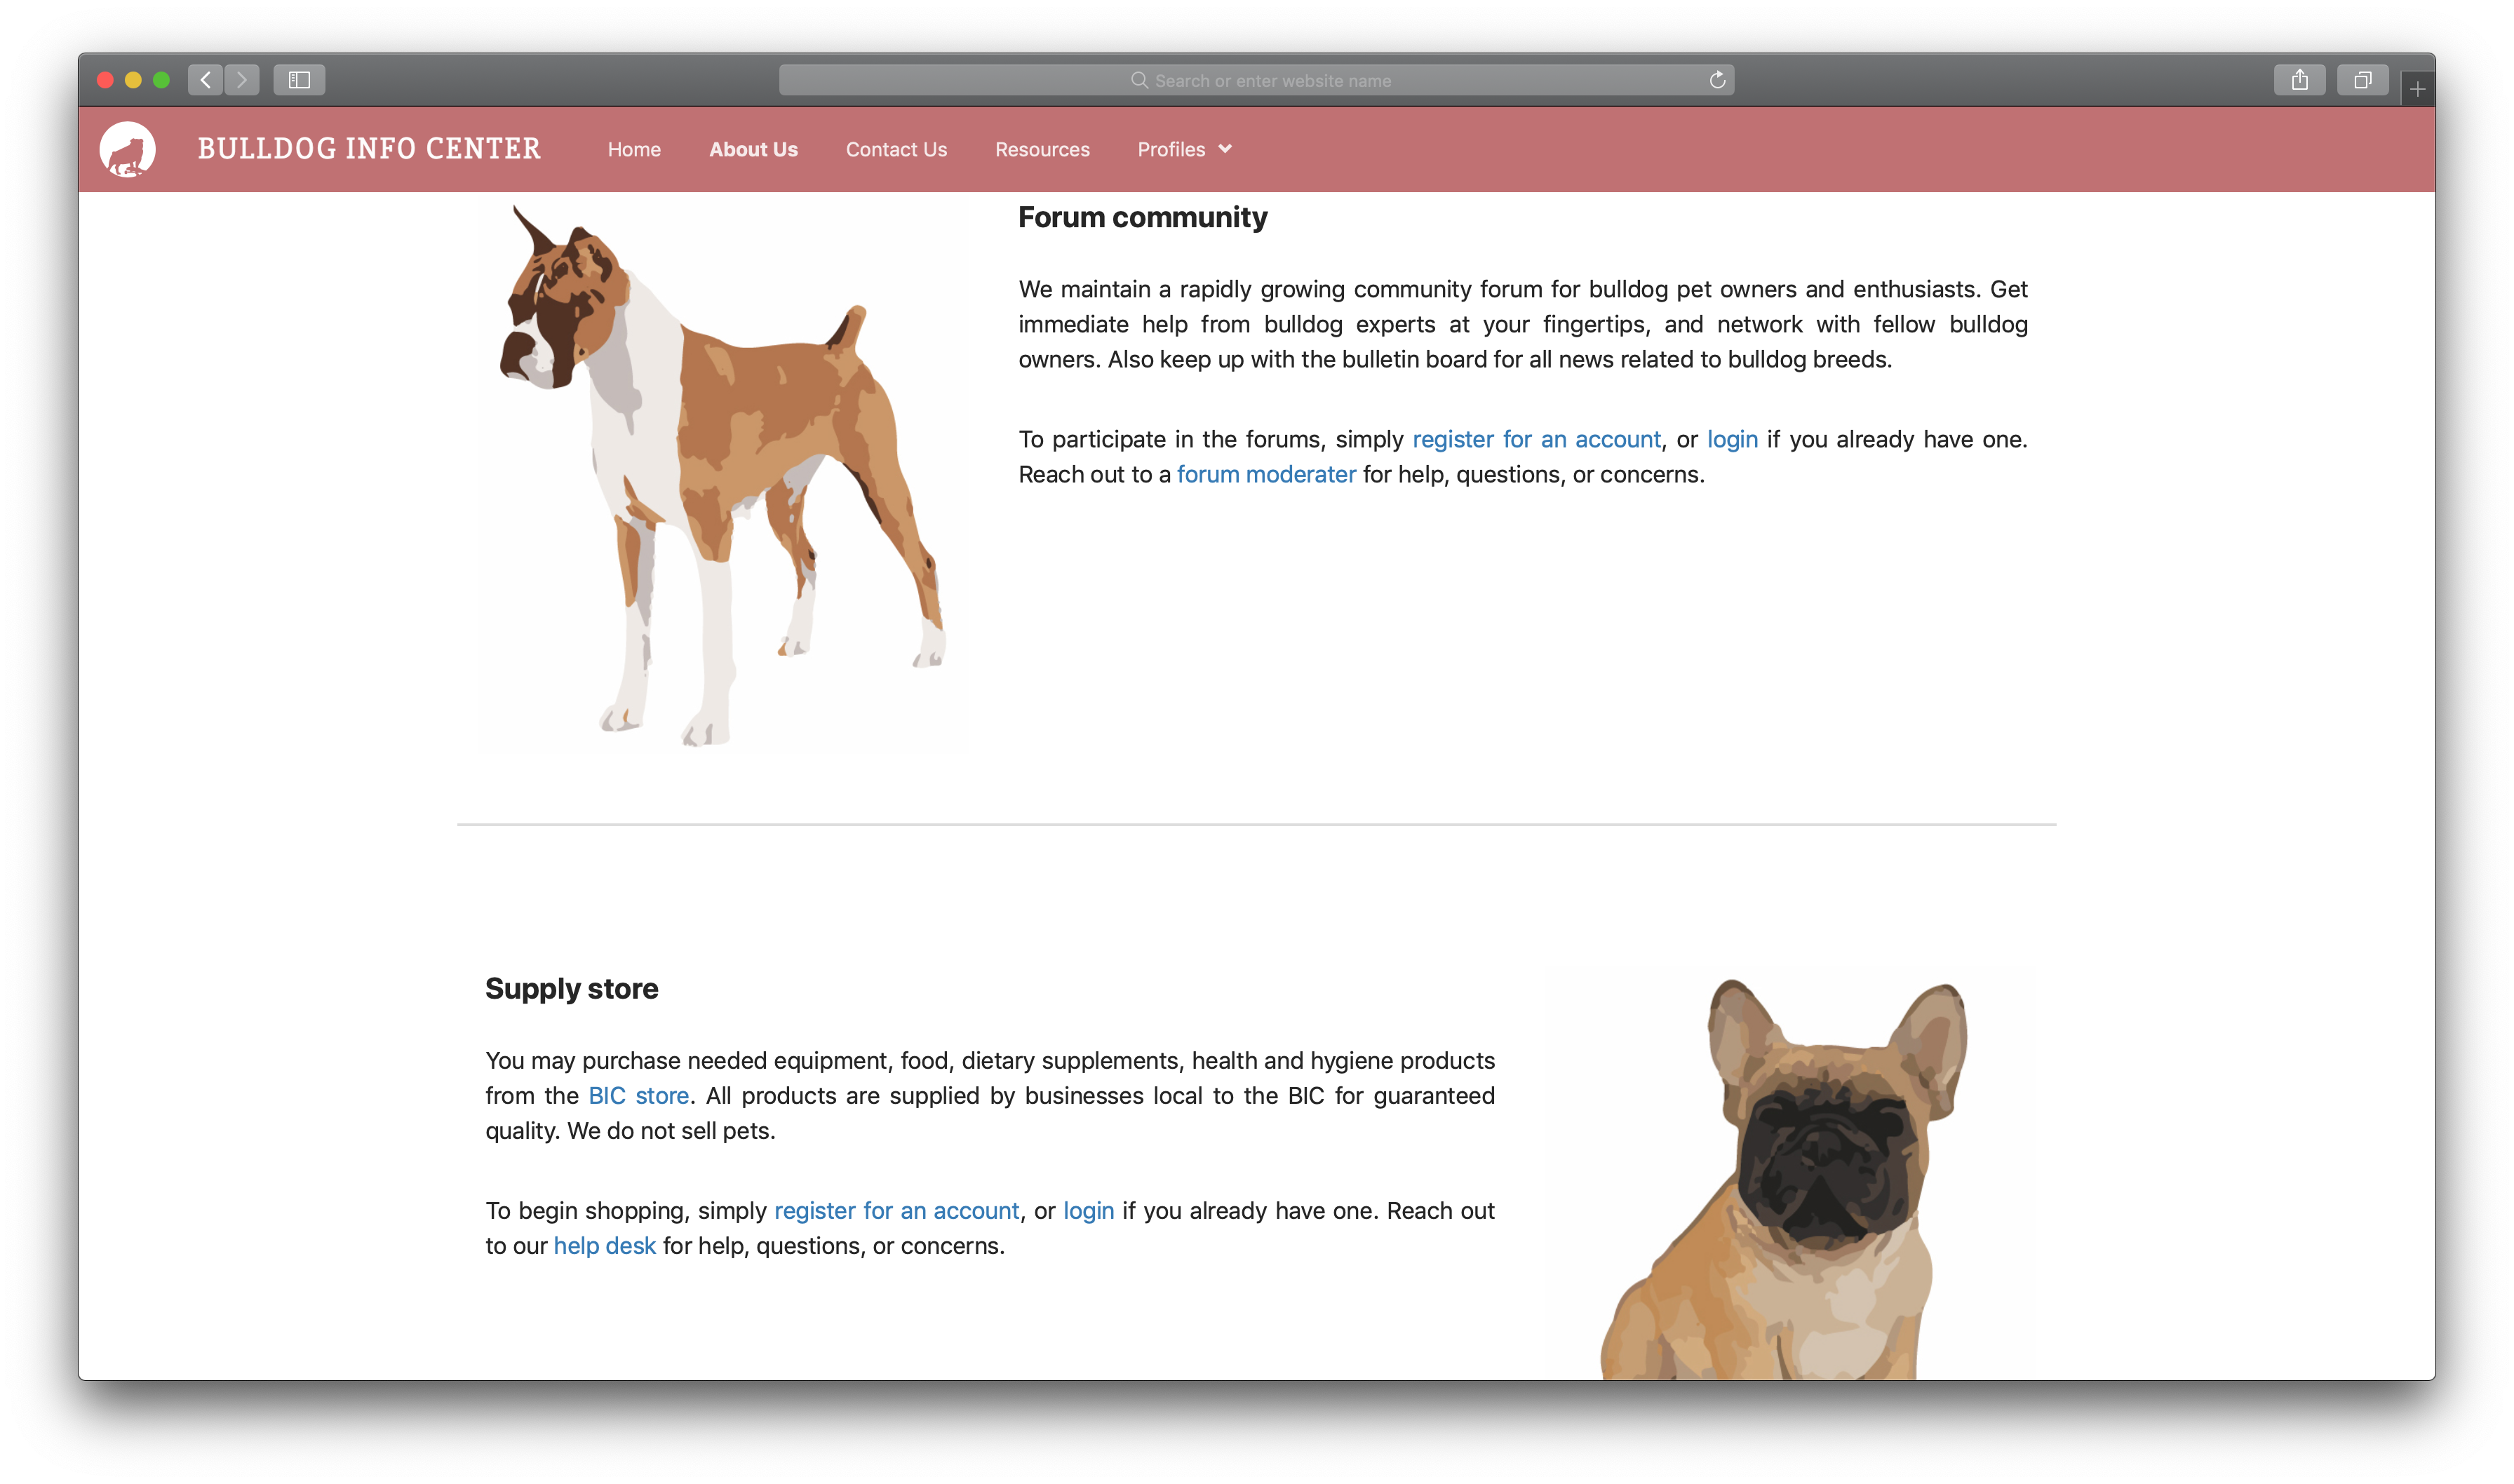 Search or enter website name
BULLDOG INFO CENTER Home About Us Contact Us Resources Profiles
Forum community
We maintain a rapidly growing community forum for bulldog pet owners and enthusiasts. Get
immediate help from bulldog experts at your fingertips, and network with fellow bulldog
owners. Also keep up with the bulletin board for all news related to bulldog breeds.
To participate in the forums, simply register for an account, or login if you already have one.
Reach out to a forum moderater for help, questions, or concerns.
Supply store
You may purchase needed equipment, food, dietary supplements, health and hygiene products
from the BIC store. All products are supplied by businesses local to the BIC for guaranteed
quality. We do not sell pets.
To begin shopping, simply register for an account, or login if you already have one. Reach out
to our help desk for help, questions, or concerns.